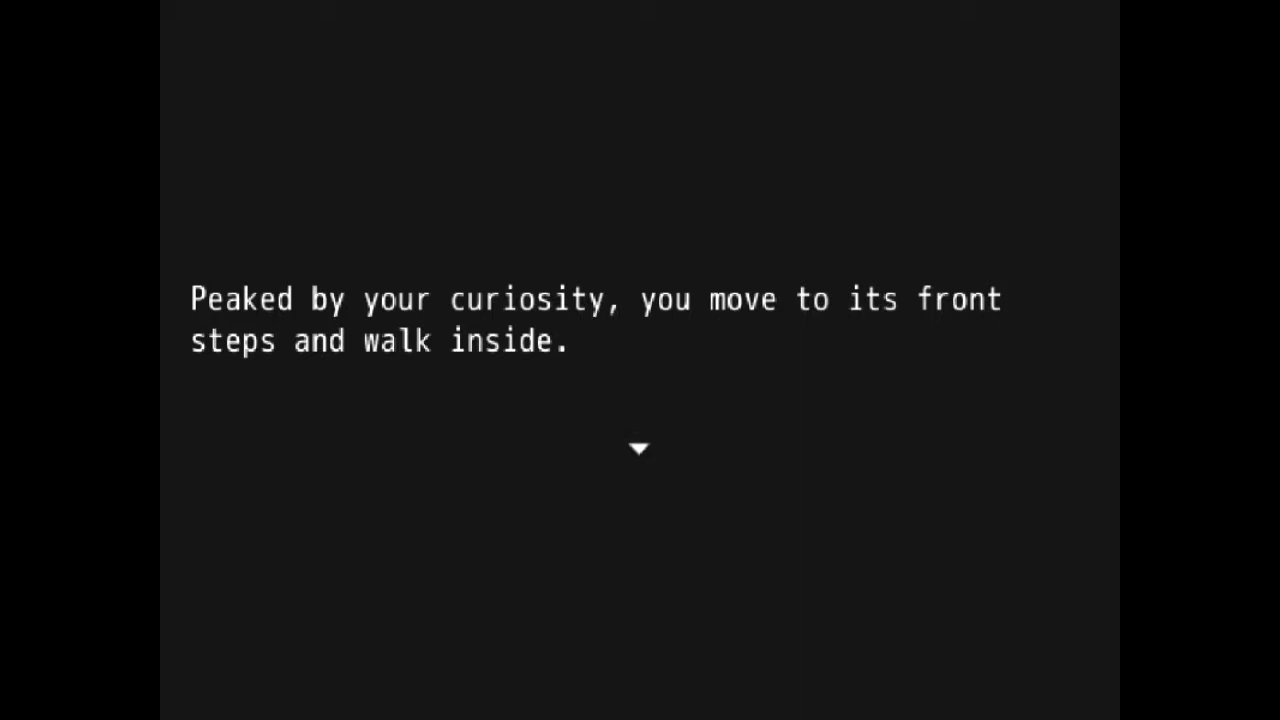 Peaked by your curiosity, you move to its front
steps and walk inside.